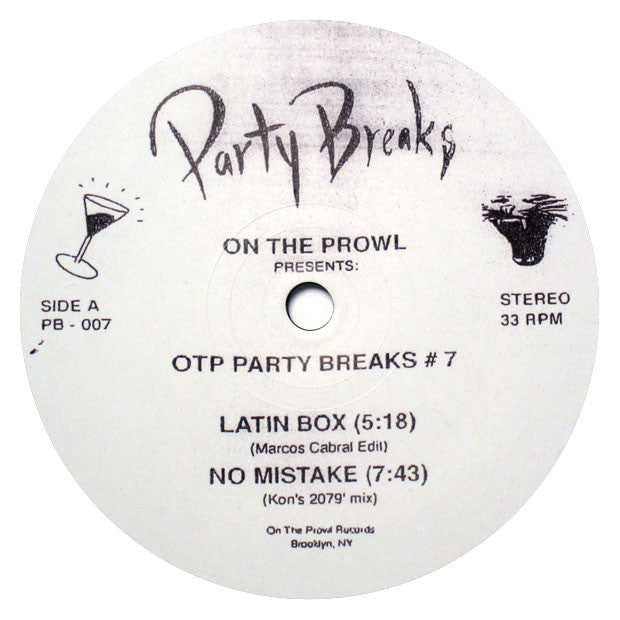 Party Breaks
ON THE PROWL
PRESENTS:
SIDE A
PB - 007
STEREO
33 RPM
OTP PARTY BREAKS # 7
LATIN BOX (5:18)
(Marcos Cabral Edit)
NO MISTAKE (7:43)
(Kon's 2079' mix)
On The Prowl Records
Brooklyn, NY